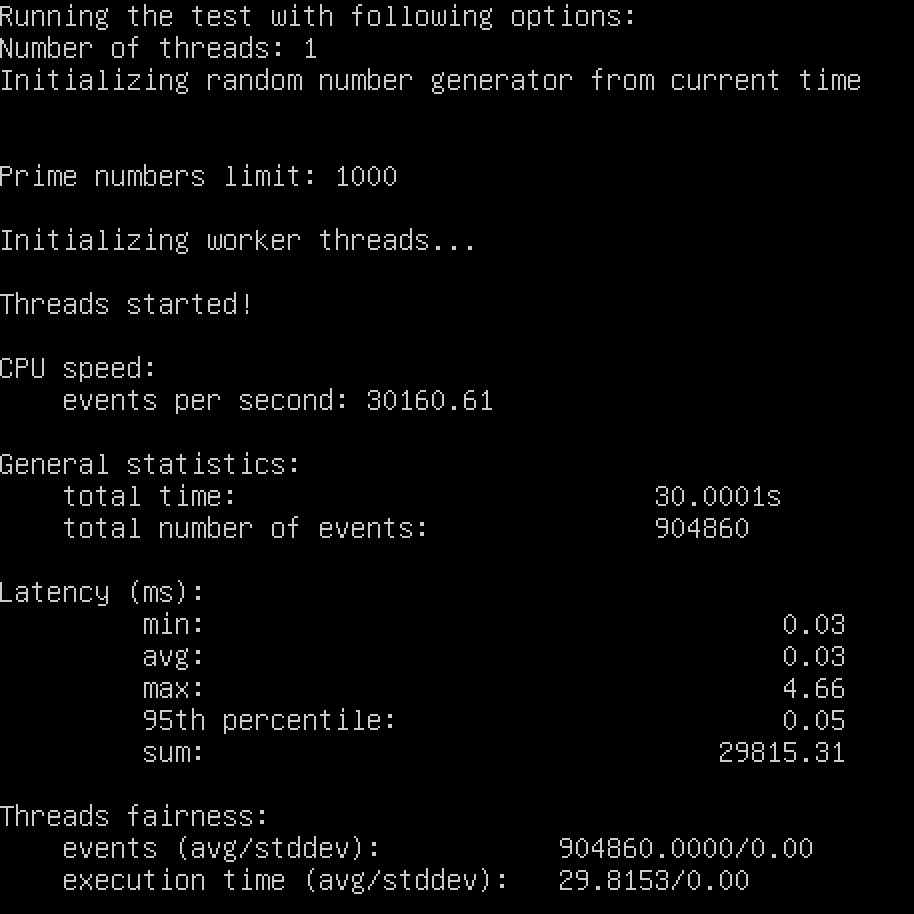 Running the test with following options:
Number of threads: 1
Initializing random number generator from current time
Prime numbers limit: 1000
Initializing worker threads...
Threads started!
CPU speed:
events per second: 30160.61
General statistics:
total time: 30.0001s
total number of events: 904860
Latency (ms):
min: 0.03
avg: 0.03
max: 4.66
95th percentile: 0.05
sum: 29815.31
Threads fairness:
events (avg/stddev): 904860.0000/0.00
execution time (avg/stddev): 29.8153/0.00